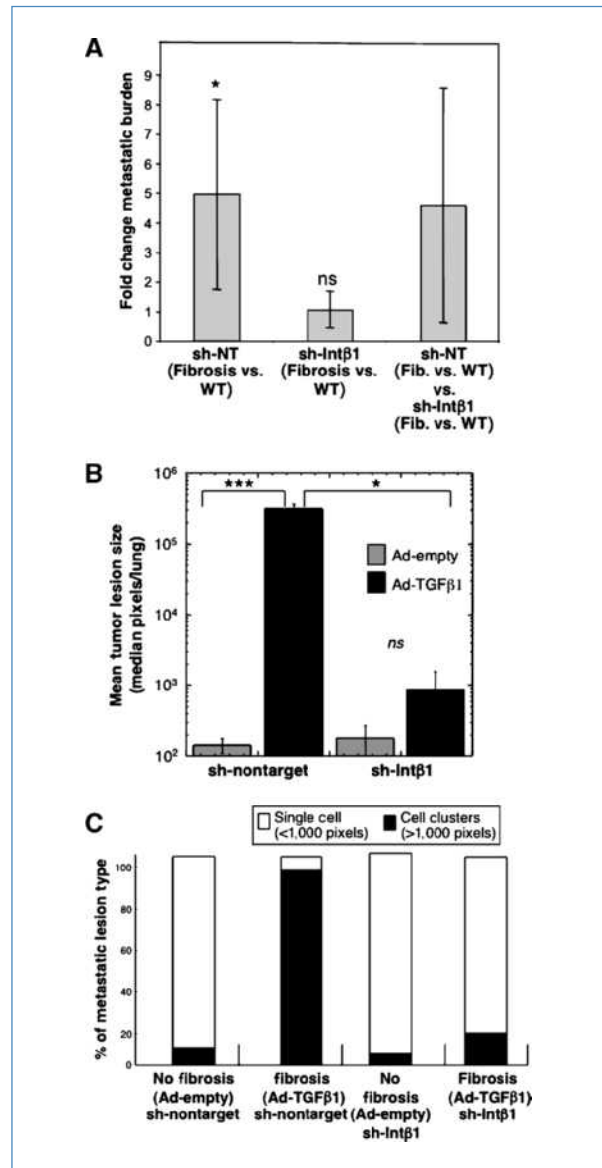 A
Fold change metastatic burden
9
8
7
6
5
4
3
2
1
0
*
ns
sh-NT
(Fibrosis vs.
WT)
sh-Intβ1
(Fibrosis vs.
WT)
sh-NT
(Fib. vs. WT)
vs.
sh-Intβ1
(Fib. vs. WT)
B
Mean tumor lesion size
(median pixels/lung)
10⁶
10⁵
10⁴
10³
10²
***
*
Ad-empty
Ad-TGFβ1
ns
sh-nontarget
sh-Intβ1
C
Single cell
(<1,000 pixels)
Cell clusters
(>1,000 pixels)
% of metastatic lesion type
100
80
60
40
20
0
No fibrosis
(Ad-empty)
sh-nontarget
fibrosis
(Ad-TGFβ1)
sh-nontarget
No
fibrosis
(Ad-empty)
sh-Intβ1
Fibrosis
(Ad-TGFβ1)
sh-Intβ1